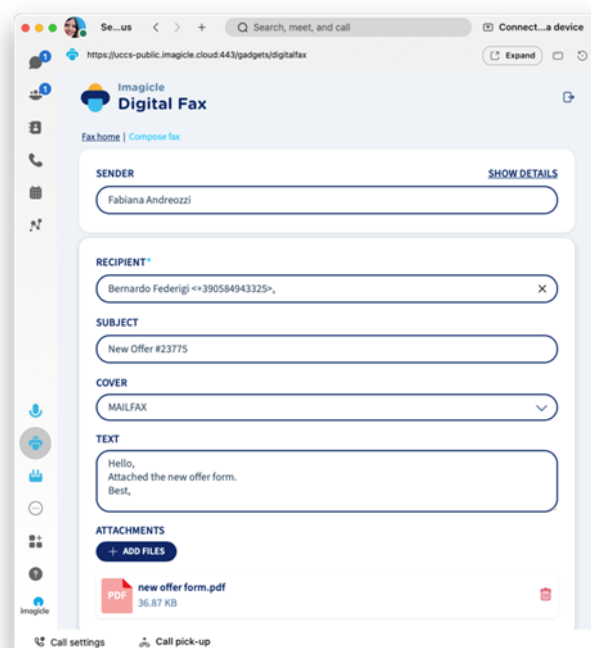 Se...us
Search, meet, and call
Connect...a device
1
https://uccs-public.imagicle.cloud:443/gadgets/digitalfax
Expand
1
Imagicle
Digital Fax
Fax home | Compose fax
SENDER
SHOW DETAILS
Fabiana Andreozzi
RECIPIENT*
Bernardo Federigi <+390584943325>,
SUBJECT
New Offer #23775
COVER
MAILFAX
TEXT
Hello,
Attached the new offer form.
Best,
ATTACHMENTS
+ ADD FILES
PDF
new offer form.pdf
36.87 KB
imagicle
Call settings
Call pick-up